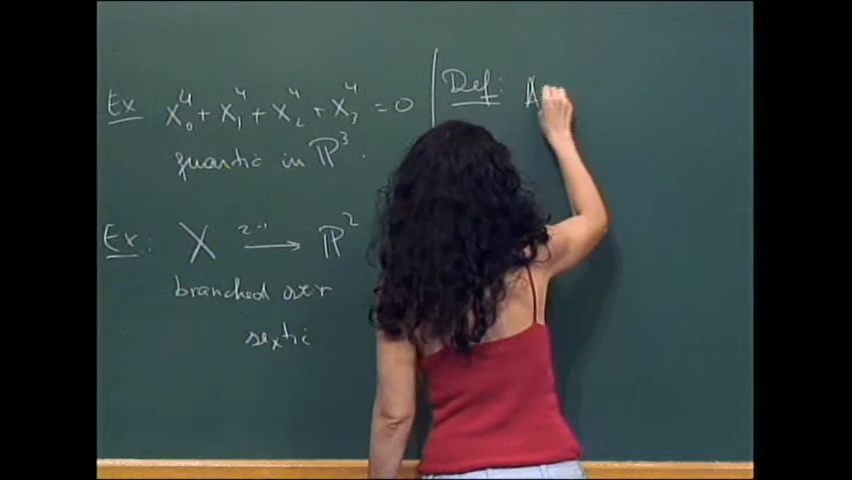 Ex X₀⁴ + X₁⁴ + X₂⁴ + X₃⁴ = 0
quartic in ℙ³.
Ex: X 2:1 → ℙ²
branched over
sextic
Def: A